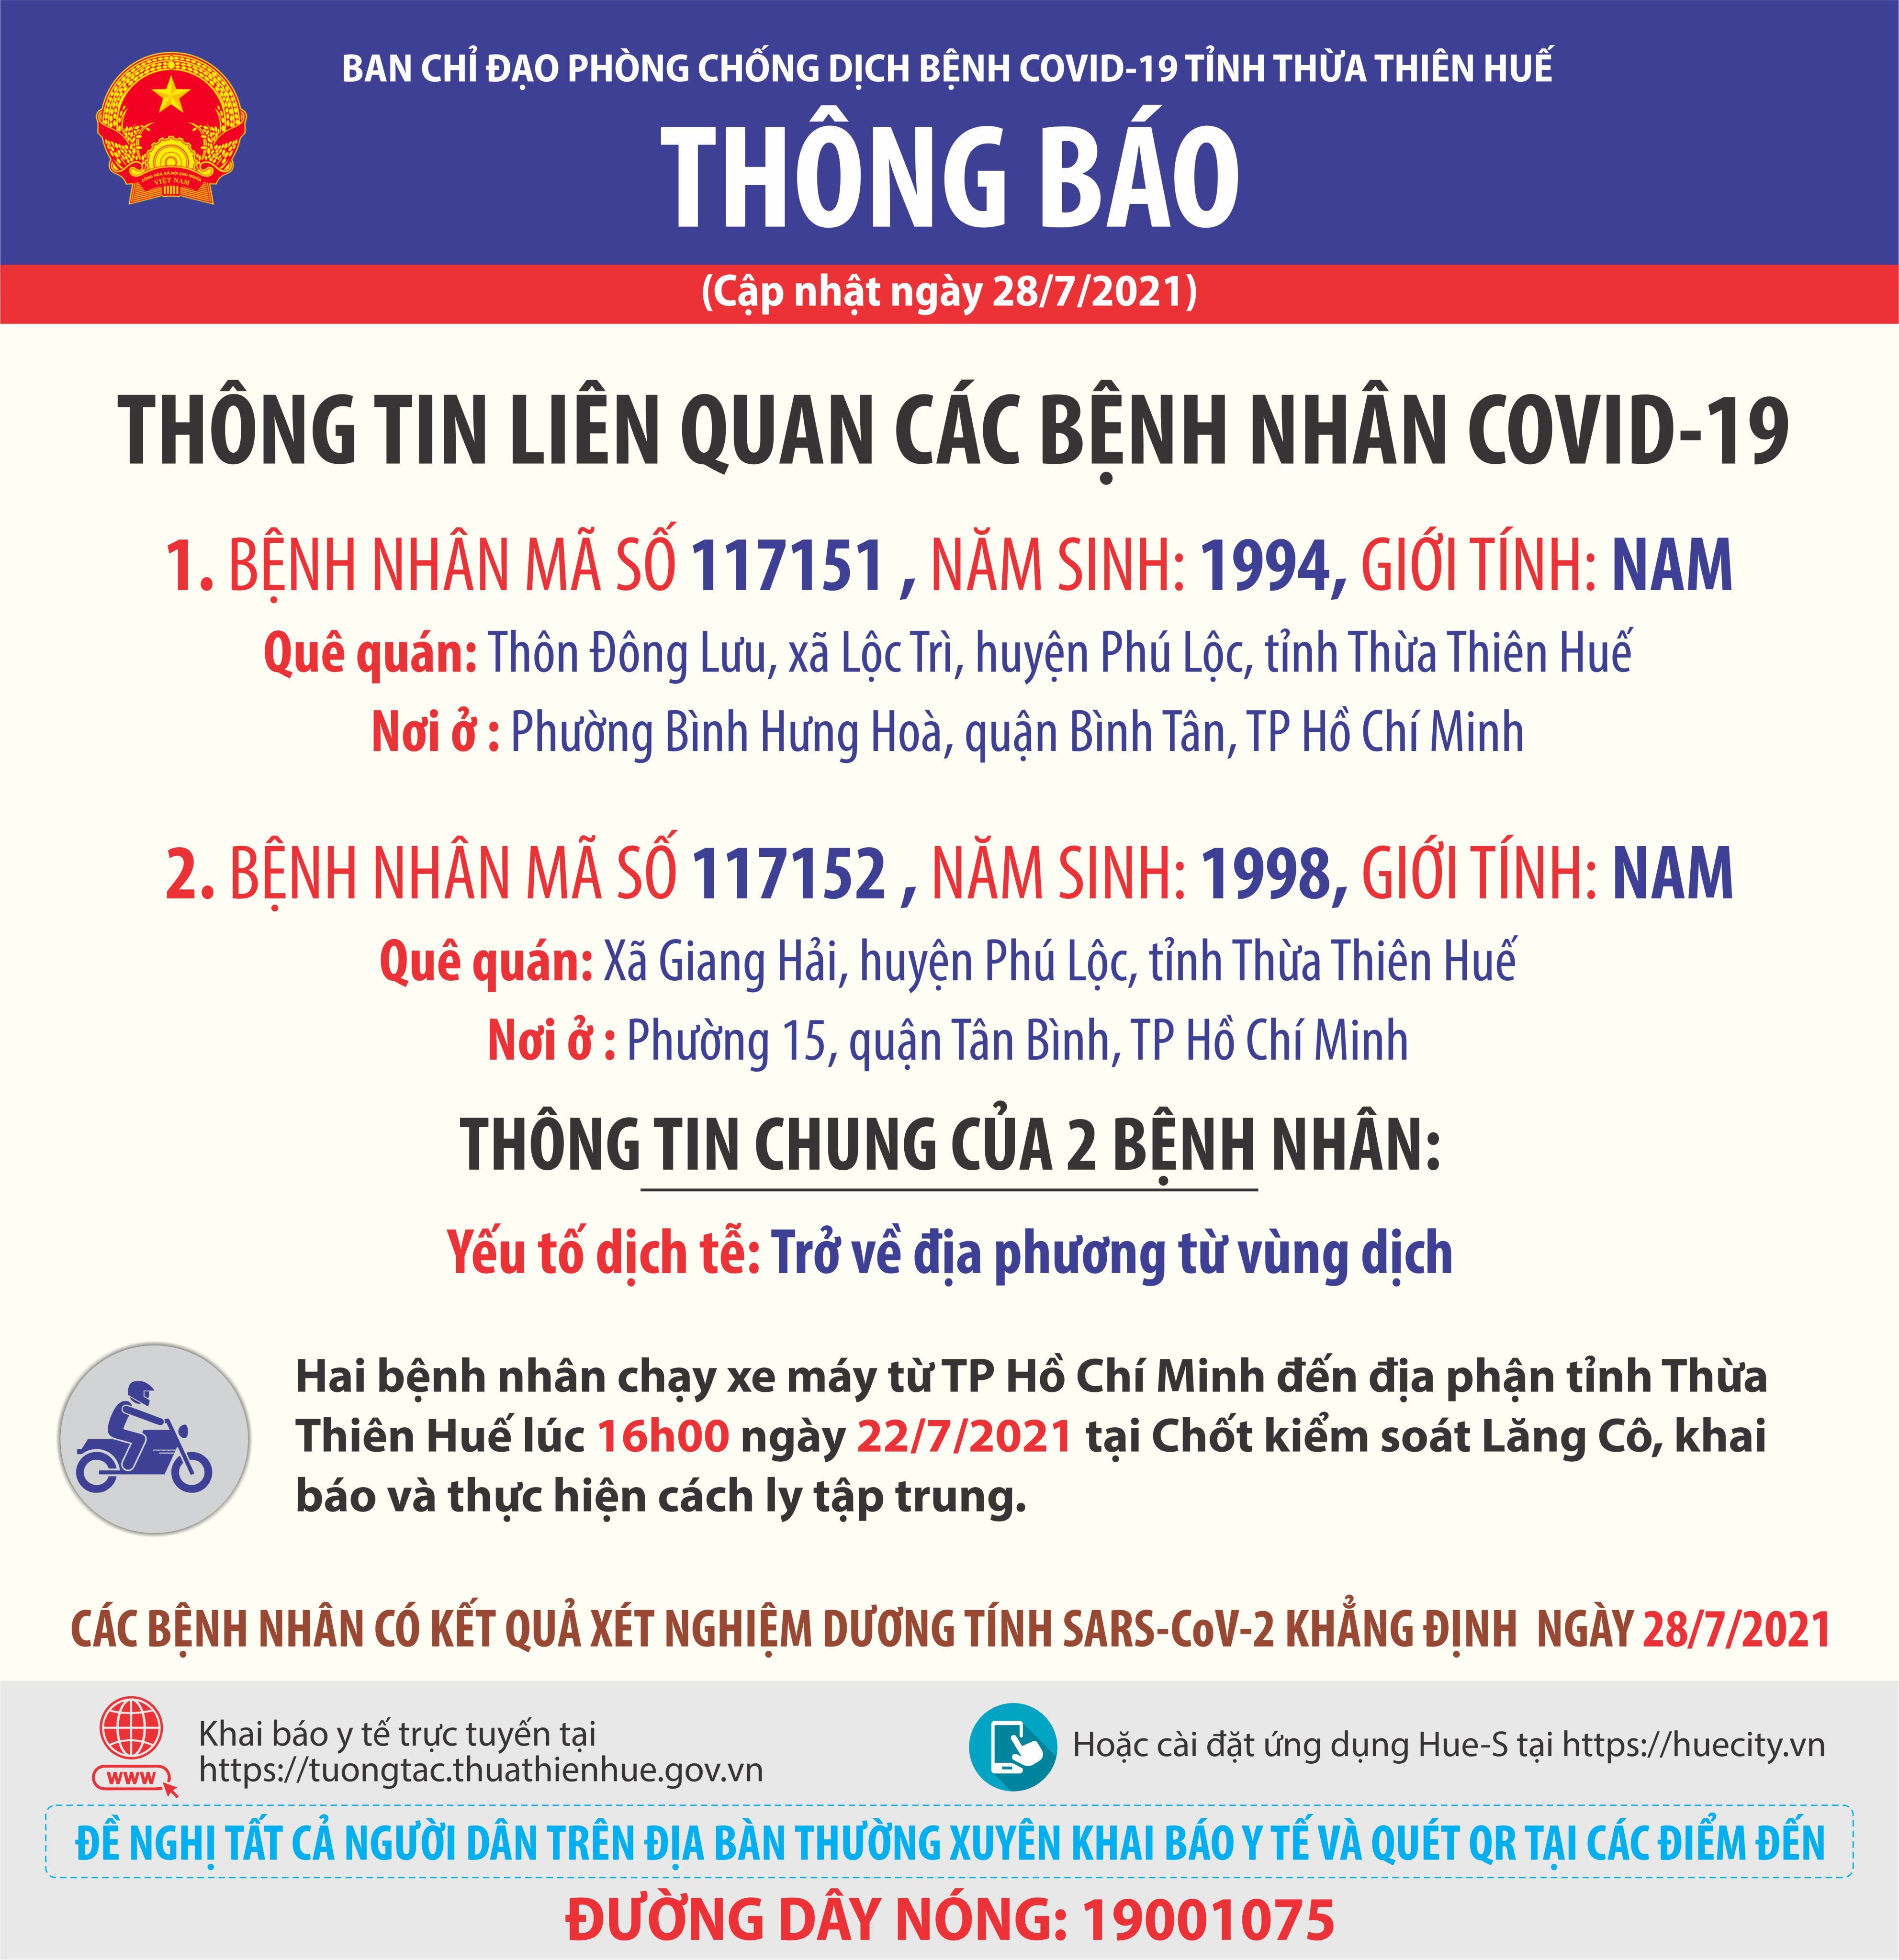 BAN CHỈ ĐẠO PHÒNG CHỐNG DỊCH BỆNH COVID-19 TỈNH THỪA THIÊN HUẾ
THÔNG BÁO
CỘNG HÒA XÃ HỘI CHỦ NGHĨA
VIỆT NAM
(Cập nhật ngày 28/7/2021)
THÔNG TIN LIÊN QUAN CÁC BỆNH NHÂN COVID-19
1. BỆNH NHÂN MÃ SỐ 117151 , NĂM SINH: 1994, GIỚI TÍNH: NAM
Quê quán: Thôn Đông Lưu, xã Lộc Trì, huyện Phú Lộc, tỉnh Thừa Thiên Huế
Nơi ở : Phường Bình Hưng Hoà, quận Bình Tân, TP Hồ Chí Minh
2. BỆNH NHÂN MÃ SỐ 117152 , NĂM SINH: 1998, GIỚI TÍNH: NAM
Quê quán: Xã Giang Hải, huyện Phú Lộc, tỉnh Thừa Thiên Huế
Nơi ở : Phường 15, quận Tân Bình, TP Hồ Chí Minh
THÔNG TIN CHUNG CỦA 2 BỆNH NHÂN:
Yếu tố dịch tễ: Trở về địa phương từ vùng dịch
Hai bệnh nhân chạy xe máy từ TP Hồ Chí Minh đến địa phận tỉnh Thừa
Thiên Huế lúc 16h00 ngày 22/7/2021 tại Chốt kiểm soát Lăng Cô, khai
báo và thực hiện cách ly tập trung.
CÁC BỆNH NHÂN CÓ KẾT QUẢ XÉT NGHIỆM DƯƠNG TÍNH SARS-CoV-2 KHẲNG ĐỊNH NGÀY 28/7/2021
Khai báo y tế trực tuyến tại
https://tuongtac.thuathienhue.gov.vn
www
Hoặc cài đặt ứng dụng Hue-S tại https://huecity.vn
ĐỀ NGHỊ TẤT CẢ NGƯỜI DÂN TRÊN ĐỊA BÀN THƯỜNG XUYÊN KHAI BÁO Y TẾ VÀ QUÉT QR TẠI CÁC ĐIỂM ĐẾN
ĐƯỜNG DÂY NÓNG: 19001075